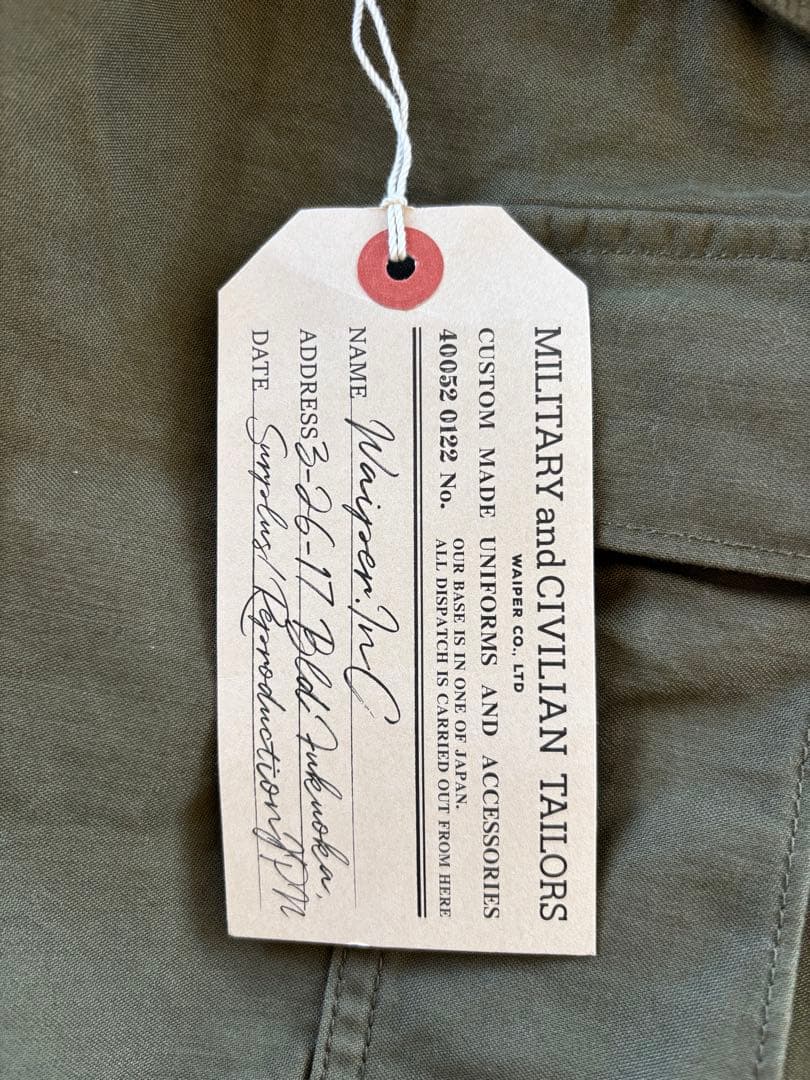 MILITARY and CIVILIAN TAILORS
WAIPER CO., LTD
CUSTOM MADE UNIFORMS AND ACCESSORIES
40052 0122 No.
OUR BASE IS IN ONE OF JAPAN.
ALL DISPATCH IS CARRIED OUT FROM HERE
NAME Waiper.InC
ADDRESS 3-26-17 Bld Fukuoka,
DATE Surplus/Reproduction JPN